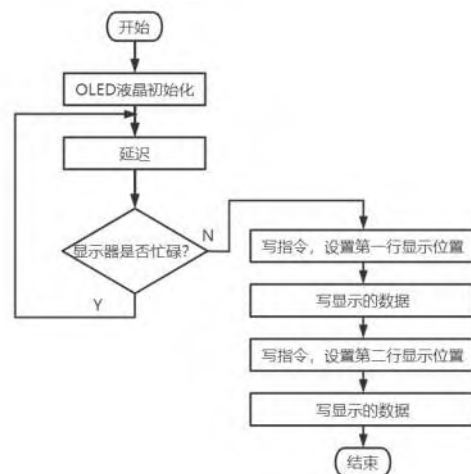 开始
OLED液晶初始化
延迟
显示器是否忙碌?
N
Y
写指令，设置第一行显示位置
写显示的数据
写指令，设置第二行显示位置
写显示的数据
结束